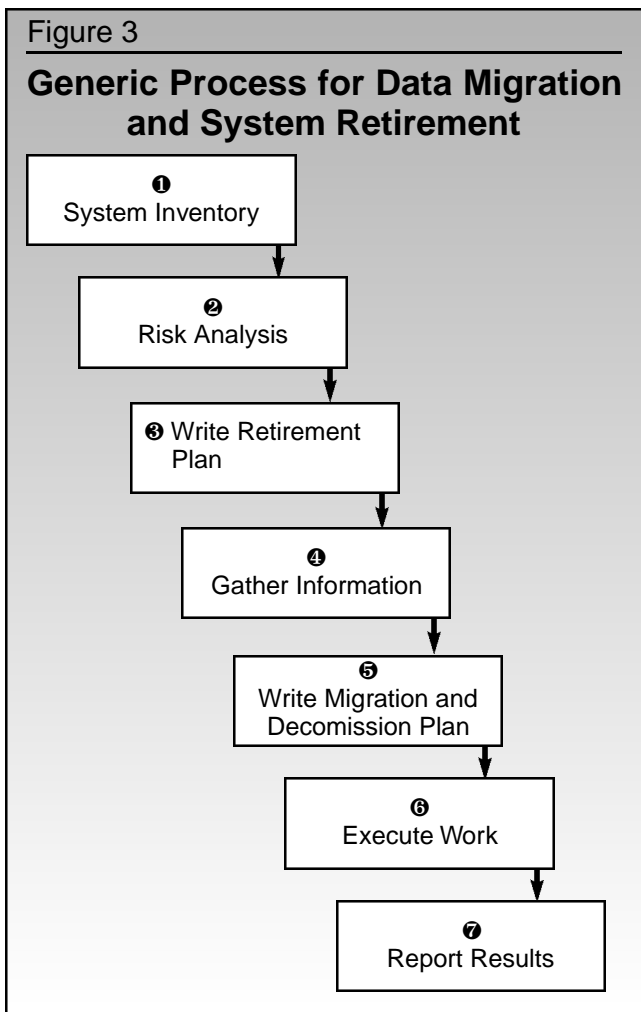 Figure 3
Generic Process for Data Migration
and System Retirement
❶
System Inventory
❷
Risk Analysis
❸ Write Retirement
Plan
❹
Gather Information
❺
Write Migration and
Decomission Plan
❻
Execute Work
❼
Report Results